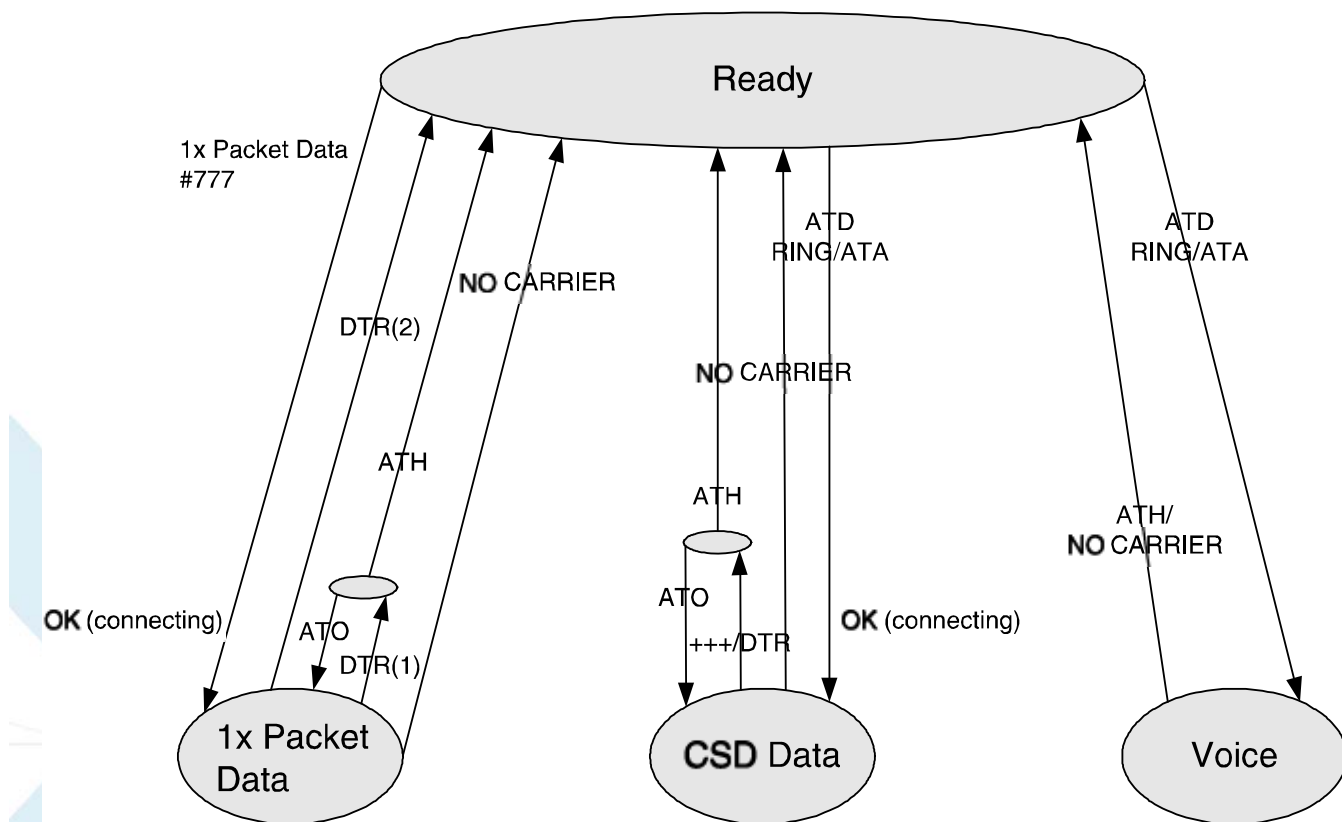 Ready
1x Packet Data
#777
ATD
RING/ATA
ATD
RING/ATA
NO CARRIER
DTR(2)
NO CARRIER
ATH
ATH
ATH/
NO CARRIER
ATO
OK (connecting)
ATO
+++/DTR
OK (connecting)
DTR(1)
1x Packet
Data
CSD Data
Voice